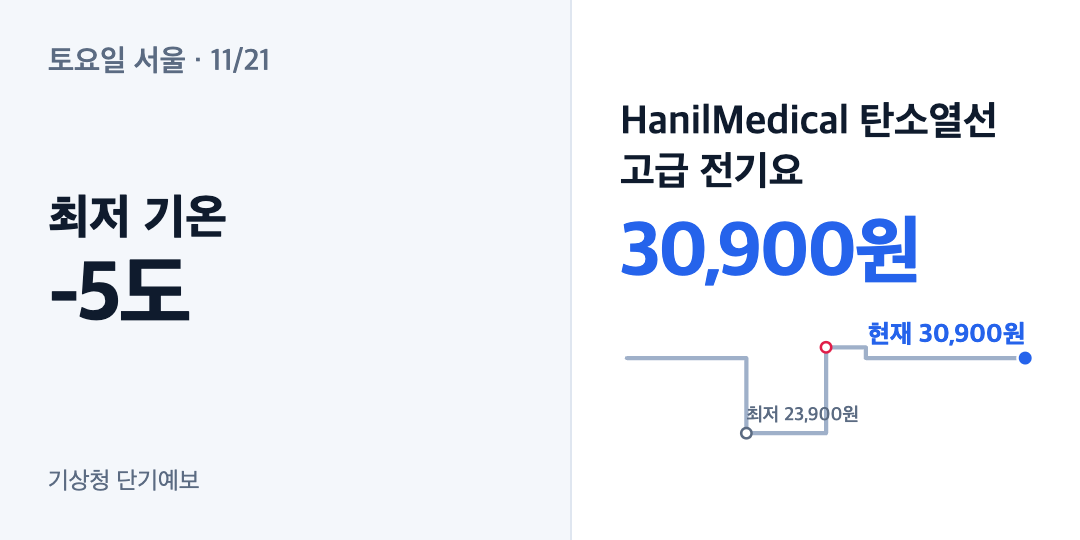 토요일 서울 · 11/21
최저 기온
-5도
기상청 단기예보
HanilMedical 탄소열선
고급 전기요
30,900원
현재 30,900원
최저 23,900원